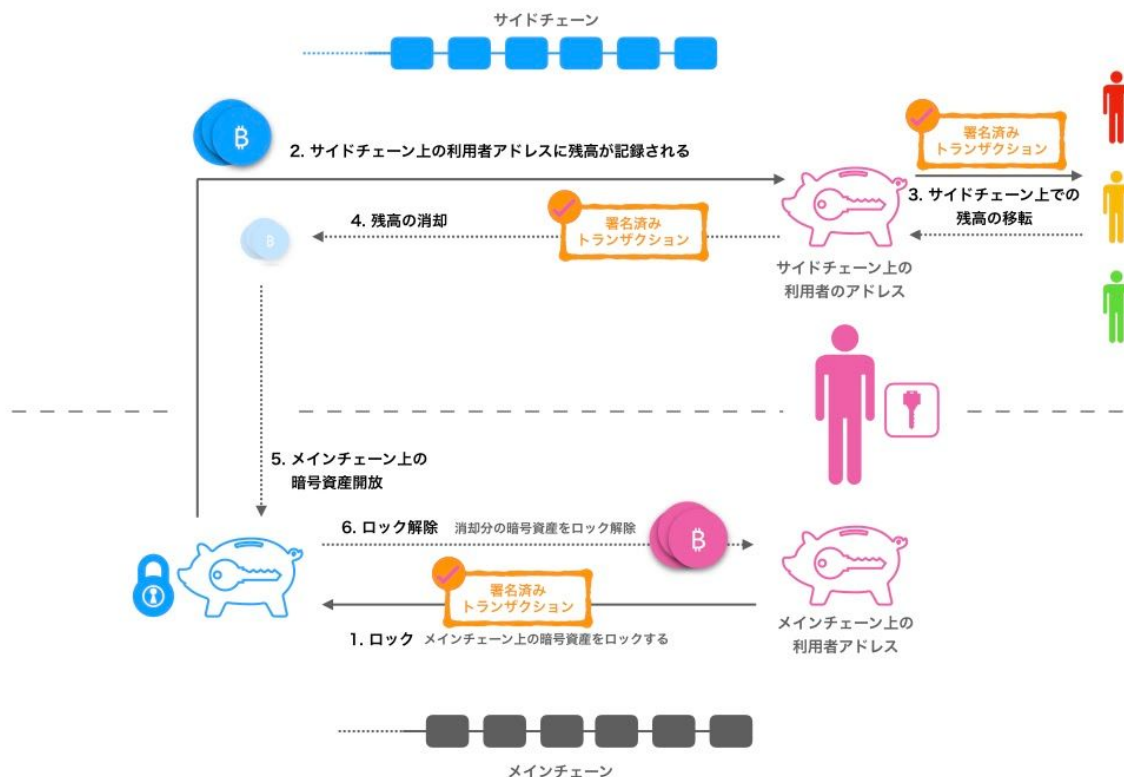 サイドチェーン
署名済み
トランザクション
2. サイドチェーン上の利用者アドレスに残高が記録される
3. サイドチェーン上での
残高の移転
4. 残高の消却
署名済み
トランザクション
サイドチェーン上の
利用者のアドレス
5. メインチェーン上の
暗号資産開放
6. ロック解除 消却分の暗号資産をロック解除
署名済み
トランザクション
1. ロック メインチェーン上の暗号資産をロックする
メインチェーン上の
利用者アドレス
メインチェーン